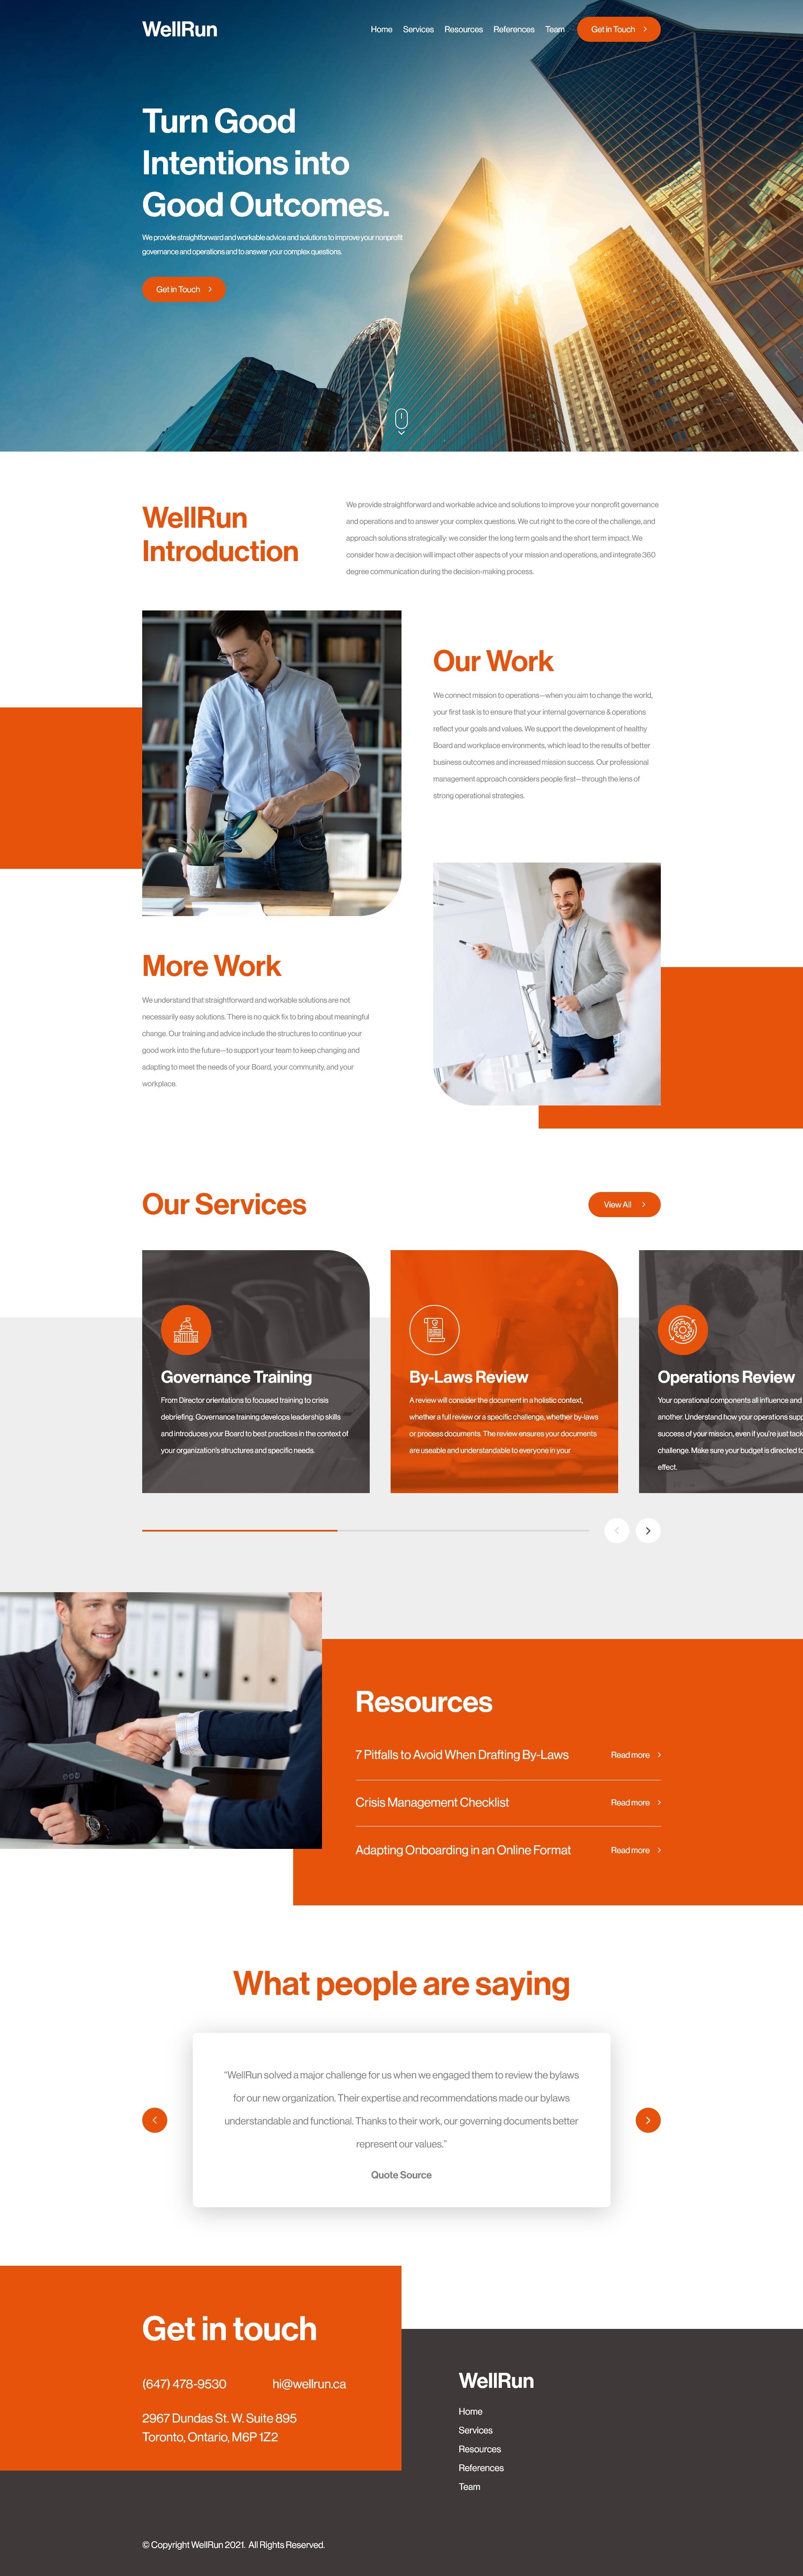 WellRun
Home Services Resources References Team Get in Touch
Turn Good
Intentions into
Good Outcomes.
We provide straightforward and workable advice and solutions to improve your nonprofit
governance and operations and to answer your complex questions.
Get in Touch
WellRun
Introduction
We provide straightforward and workable advice and solutions to improve your nonprofit governance
and operations and to answer your complex questions. We cut right to the core of the challenge, and
approach solutions strategically: we consider the long term goals and the short term impact. We
consider how a decision will impact other aspects of your mission and operations, and integrate 360
degree communication during the decision-making process.
Our Work
We connect mission to operations—when you aim to change the world,
your first task is to ensure that your internal governance & operations
reflect your goals and values. We support the development of healthy
Board and workplace environments, which lead to the results of better
business outcomes and increased mission success. Our professional
management approach considers people first—through the lens of
strong operational strategies.
More Work
We understand that straightforward and workable solutions are not
necessarily easy solutions. There is no quick fix to bring about meaningful
change. Our training and advice include the structures to continue your
good work into the future—to support your team to keep changing and
adapting to meet the needs of your Board, your community, and your
workplace.
Our Services
View All
Governance Training
From Director orientations to focused training to crisis
debriefing. Governance training develops leadership skills
and introduces your Board to best practices in the context of
your organization's structures and specific needs.
By-Laws Review
A review will consider the document in a holistic context,
whether a full review or a specific challenge, whether by-laws
or process documents. The review ensures your documents
are useable and understandable to everyone in your
Operations Review
Your operational components all influence and
another. Understand how your operations supp
success of your mission, even if you're just tack
challenge. Make sure your budget is directed to
effect.
Resources
7 Pitfalls to Avoid When Drafting By-Laws Read more
Crisis Management Checklist Read more
Adapting Onboarding in an Online Format Read more
What people are saying
“WellRun solved a major challenge for us when we engaged them to review the bylaws
for our new organization. Their expertise and recommendations made our bylaws
understandable and functional. Thanks to their work, our governing documents better
represent our values.”
Quote Source
Get in touch
(647) 478-9530 hi@wellrun.ca
2967 Dundas St. W. Suite 895
Toronto, Ontario, M6P 1Z2
WellRun
Home
Services
Resources
References
Team
© Copyright WellRun 2021. All Rights Reserved.